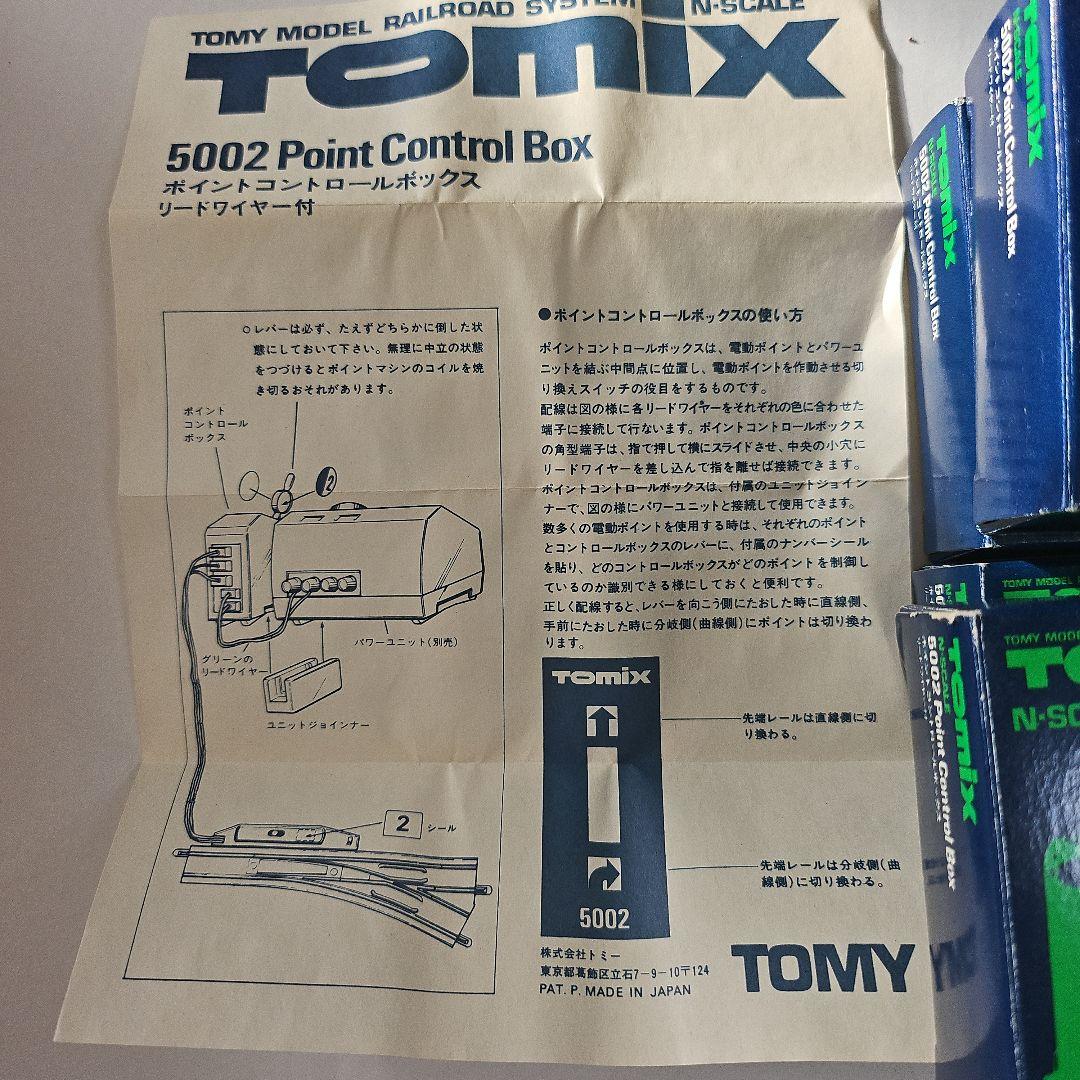 TOMY MODEL RAILROAD SYSTEM N-SCALE
TOMIX
5002 Point Control Box
ポイントコントロールボックス
リードワイヤー付
○レバーは必ず、たえずどちらかに倒した状
態にしておいて下さい。無理に中立の状態
をつづけるとポイントマシンのコイルを焼
き切るおそれがあります。
ポイント
コントロール
ボックス
2
パワーユニット(別売)
グリーンの
リードワイヤー
ユニットジョインナー
2 シール
●ポイントコントロールボックスの使い方
ポイントコントロールボックスは、電動ポイントとパワーユ
ニットを結ぶ中間点に位置し、電動ポイントを作動させる切
り換えスイッチの役目をするものです。
配線は図の様に各リードワイヤーをそれぞれの色に合わせた
端子に接続して行ないます。ポイントコントロールボックス
の角型端子は、指で押して横にスライドさせ、中央の小穴に
リードワイヤーを差し込んで指を離せば接続できます。
ポイントコントロールボックスは、付属のユニットジョイン
ナーで、図の様にパワーユニットと接続して使用できます。
数多くの電動ポイントを使用する時は、それぞれのポイント
とコントロールボックスのレバーに、付属のナンバーシール
を貼り、どのコントロールボックスがどのポイントを制御し
ているのか識別できる様にしておくと便利です。
正しく配線すると、レバーを向こう側にたおした時に直線側、
手前にたおした時に分岐側(曲線側)にポイントは切り換わ
ります。
TOMIX
先端レールは直線側に切
り換わる。
先端レールは分岐側(曲
線側)に切り換わる。
5002
株式会社トミー
東京都葛飾区立石7-9-10〒124
PAT. P. MADE IN JAPAN
TOMY
TOMIX
N-SCALE
5002 Point Control Box
TOMIX
N-SCALE
5002 Point Control Box
TOMY MODEL
TOMIX
N-SCALE
5002 Point Control Box
TOMY MODE
N-SC